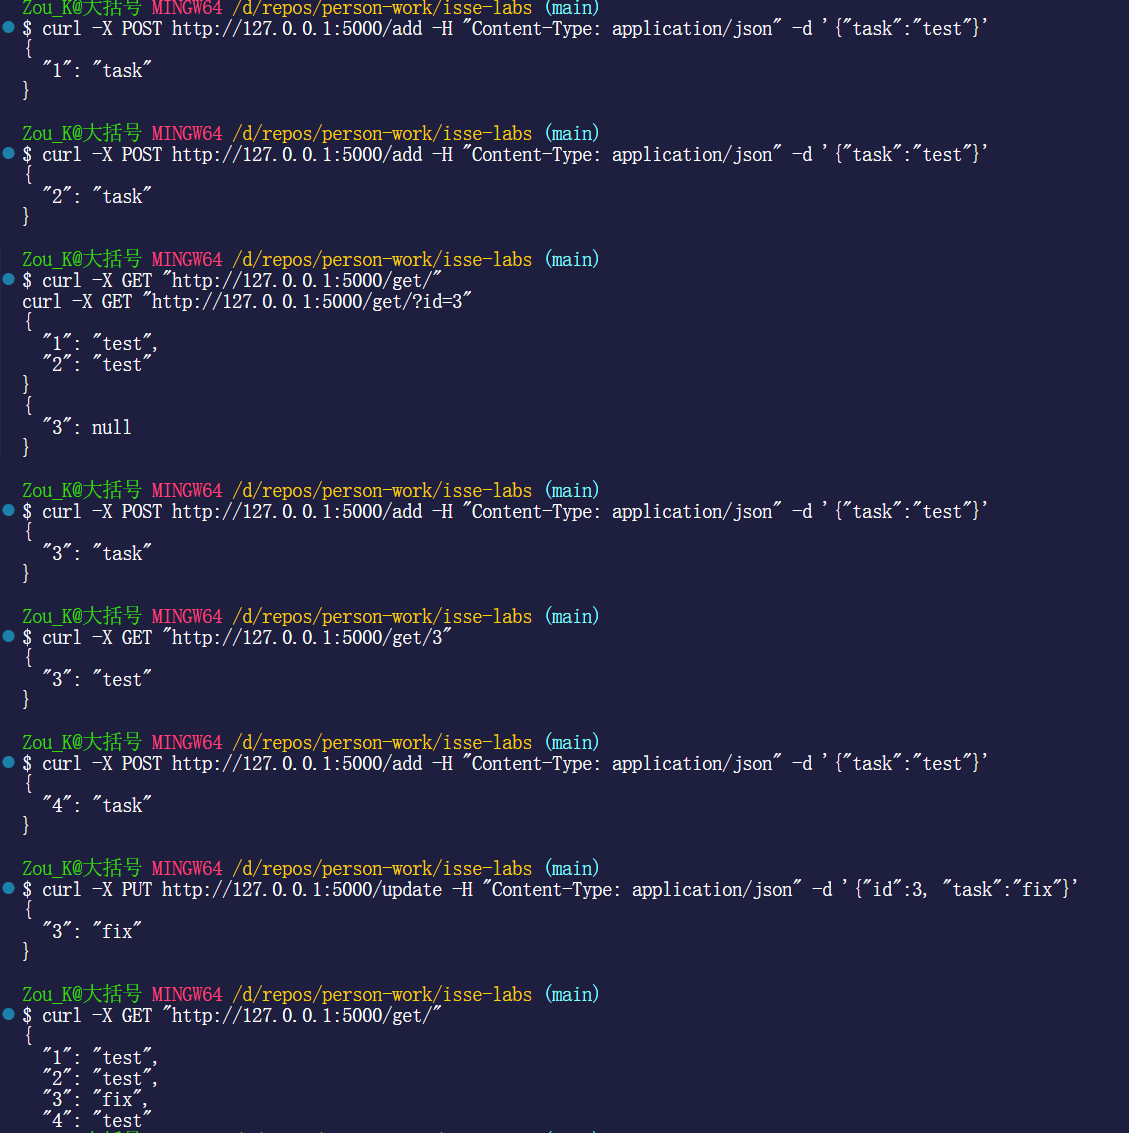 Zou_K@大括号 MINGW64 /d/repos/person-work/isse-labs (main)
$ curl -X POST http://127.0.0.1:5000/add -H "Content-Type: application/json" -d '{"task":"test"}'
{
  "1": "task"
}
Zou_K@大括号 MINGW64 /d/repos/person-work/isse-labs (main)
$ curl -X POST http://127.0.0.1:5000/add -H "Content-Type: application/json" -d '{"task":"test"}'
{
  "2": "task"
}
Zou_K@大括号 MINGW64 /d/repos/person-work/isse-labs (main)
$ curl -X GET "http://127.0.0.1:5000/get/"
curl -X GET "http://127.0.0.1:5000/get/?id=3"
{
  "1": "test",
  "2": "test"
}
{
  "3": null
}
Zou_K@大括号 MINGW64 /d/repos/person-work/isse-labs (main)
$ curl -X POST http://127.0.0.1:5000/add -H "Content-Type: application/json" -d '{"task":"test"}'
{
  "3": "task"
}
Zou_K@大括号 MINGW64 /d/repos/person-work/isse-labs (main)
$ curl -X GET "http://127.0.0.1:5000/get/3"
{
  "3": "test"
}
Zou_K@大括号 MINGW64 /d/repos/person-work/isse-labs (main)
$ curl -X POST http://127.0.0.1:5000/add -H "Content-Type: application/json" -d '{"task":"test"}'
{
  "4": "task"
}
Zou_K@大括号 MINGW64 /d/repos/person-work/isse-labs (main)
$ curl -X PUT http://127.0.0.1:5000/update -H "Content-Type: application/json" -d '{"id":3, "task":"fix"}'
{
  "3": "fix"
}
Zou_K@大括号 MINGW64 /d/repos/person-work/isse-labs (main)
$ curl -X GET "http://127.0.0.1:5000/get/"
{
  "1": "test",
  "2": "test",
  "3": "fix",
  "4": "test"